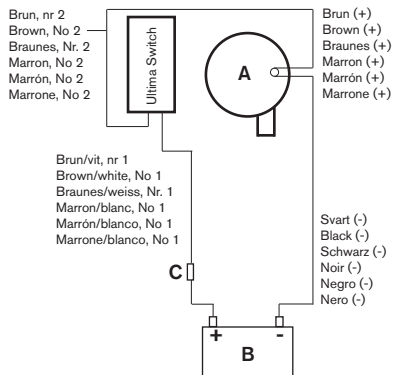 Brun, nr 2
Brown, No 2
Braunes, Nr. 2
Marron, No 2
Marrón, No 2
Marrone, No 2
Ultima Switch
A
Brun (+)
Brown (+)
Braunes (+)
Marron (+)
Marrón (+)
Marrone (+)
Brun/vit, nr 1
Brown/white, No 1
Braunes/weiss, Nr. 1
Marron/blanc, No 1
Marrón/blanco, No 1
Marrone/blanco, No 1
Svart (-)
Black (-)
Schwarz (-)
Noir (-)
Negro (-)
Nero (-)
C
+ -
B